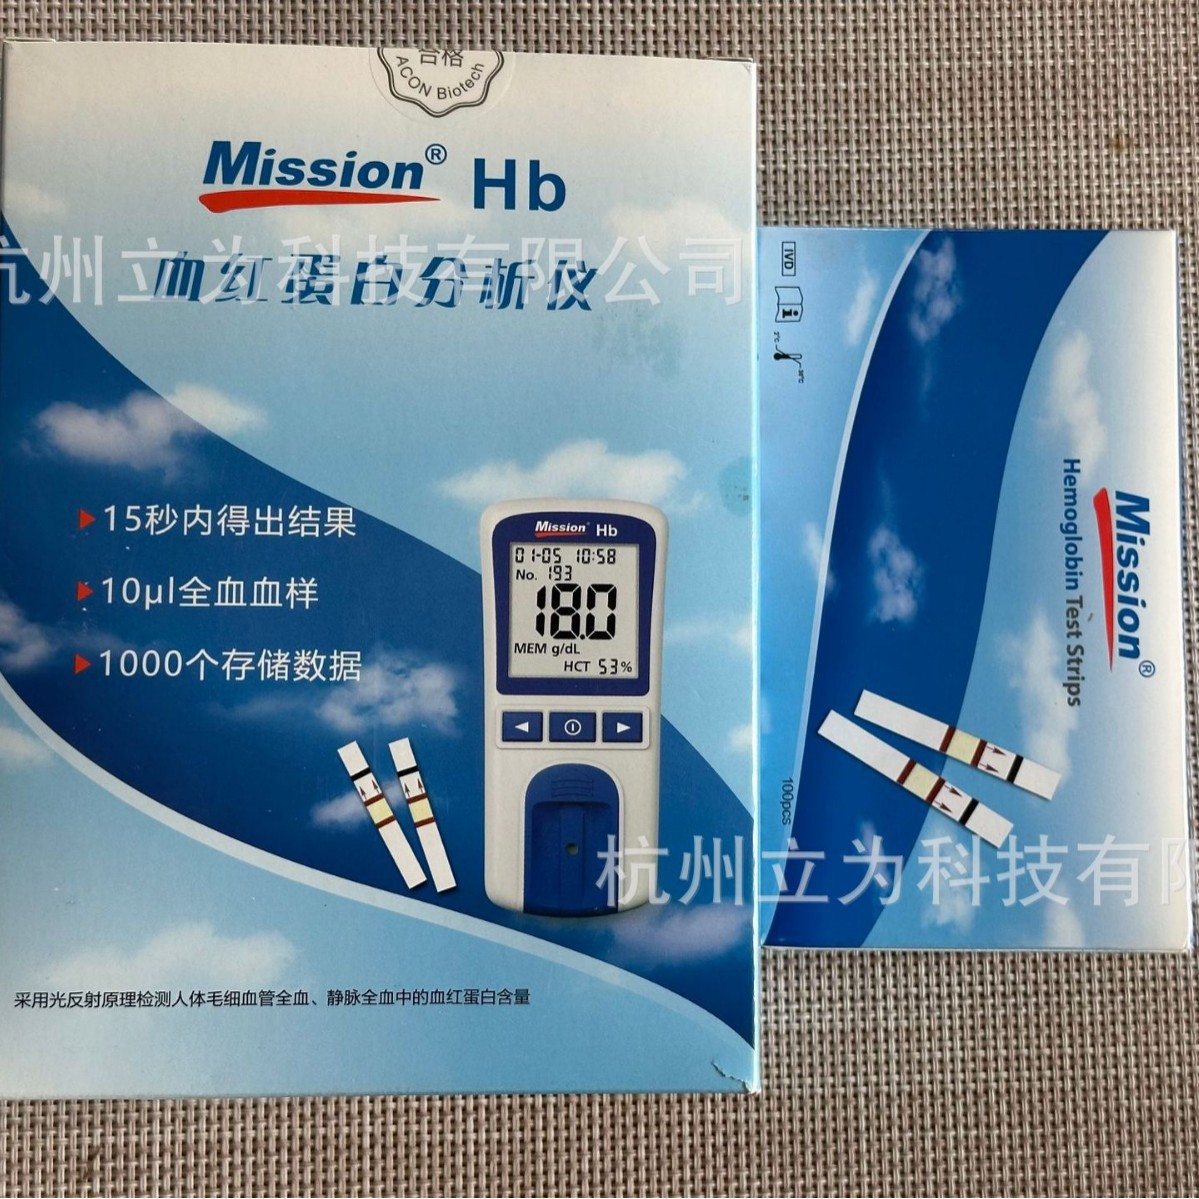 合格
ACON Biotech
Mission® Hb
杭州立为科技有限公司
血红蛋白分析仪
15秒内得出结果
10μl全血血样
1000个存储数据
Mission® Hb
01-05 10:58
No. 193
18.0
MEM g/dL
HCT 53%
采用光反射原理检测人体毛细血管全血、静脉全血中的血红蛋白含量
IVD
i
2°C
30°C
Mission®
Hemoglobin Test Strips
100pcs
杭州立为科技有限